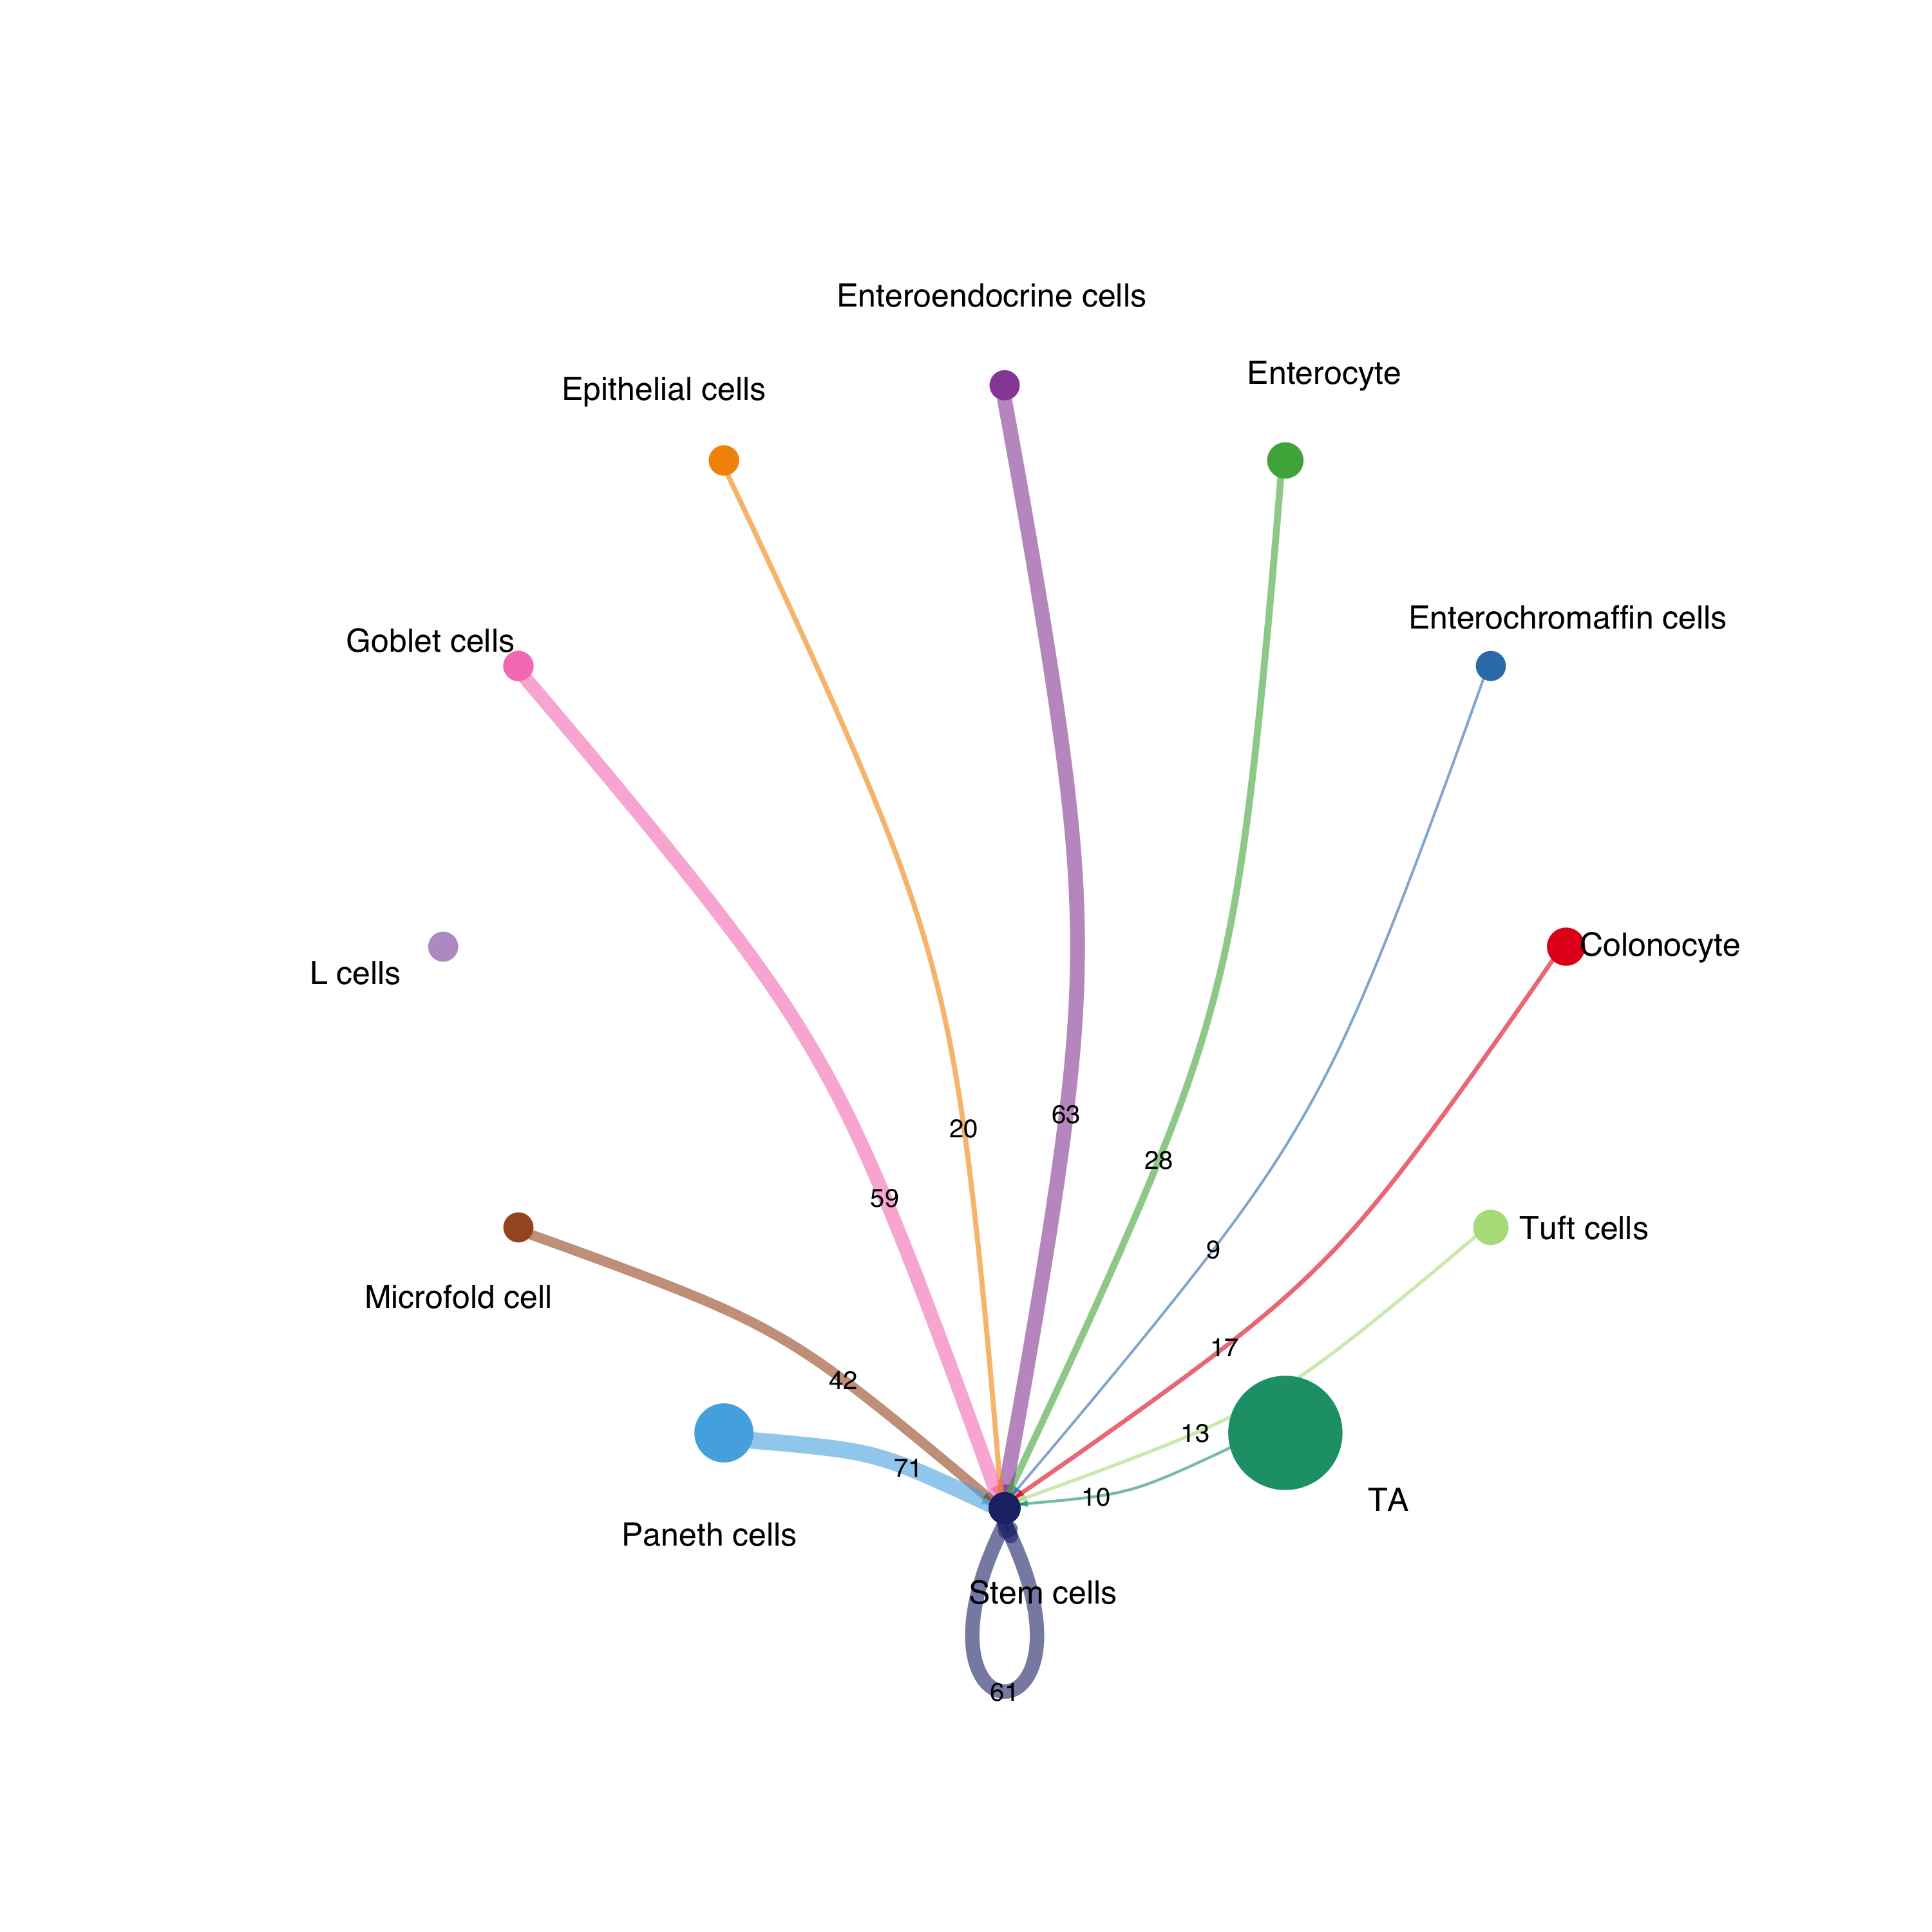 Enteroendocrine cells
Enterocyte
Epithelial cells
Enterochromaffin cells
Goblet cells
Colonocyte
L cells
63
20
28
59
Tuft cells
9
Microfold cell
17
42
13
71
10
TA
Paneth cells
Stem cells
61